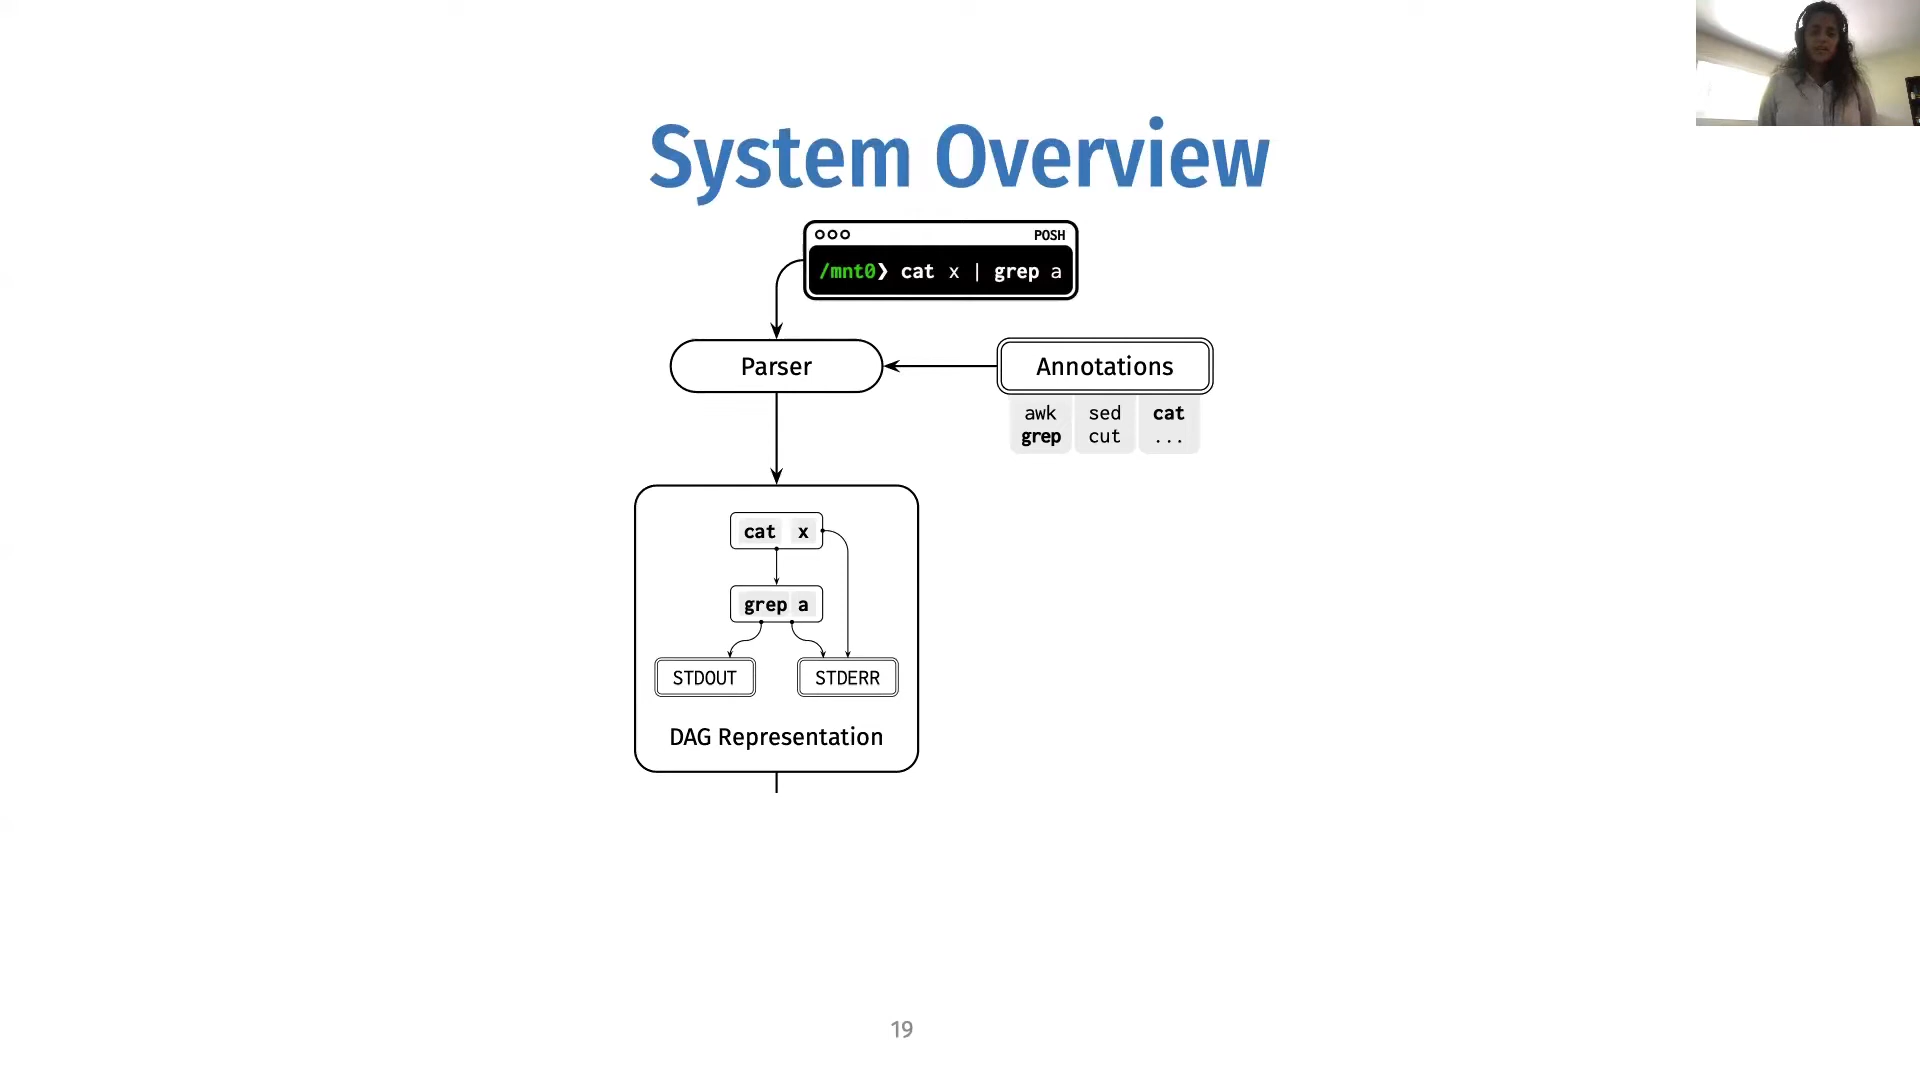 System Overview
POSH
/mnt0❯ cat x | grep a
Parser
Annotations
awk sed cat
grep cut ...
cat x
grep a
STDOUT STDERR
DAG Representation
19